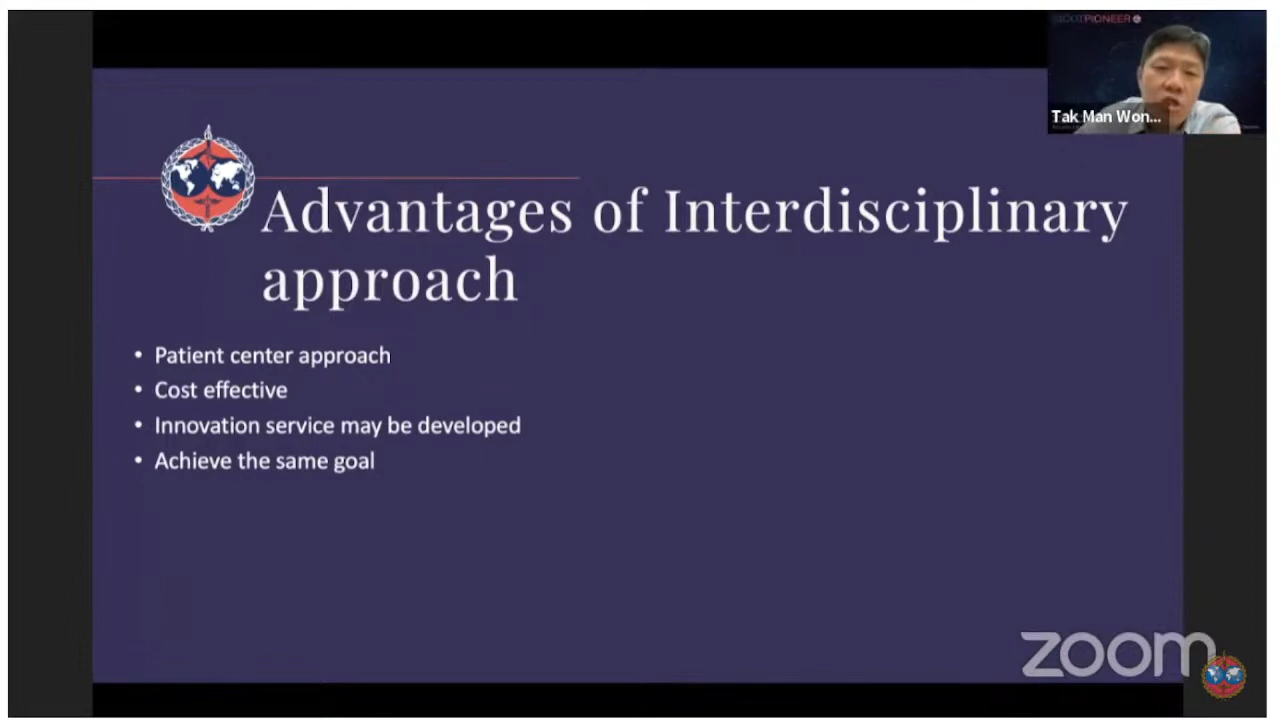 PIONEER
Tak Man Won...
Advantages of Interdisciplinary
approach
• Patient center approach
• Cost effective
• Innovation service may be developed
• Achieve the same goal
zoom